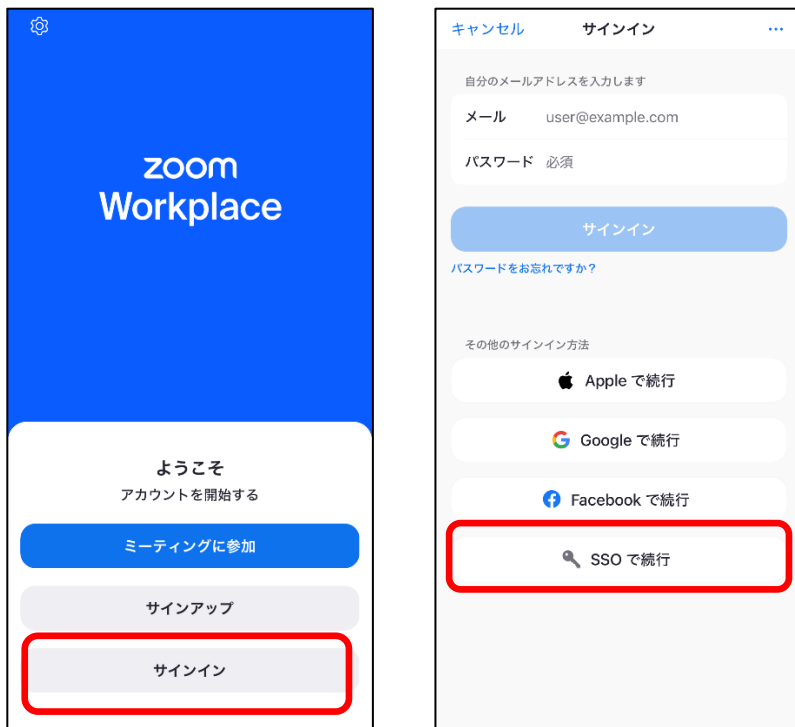 zoom
Workplace
ようこそ
アカウントを開始する
ミーティングに参加
サインアップ
サインイン
キャンセル サインイン ...
自分のメールアドレスを入力します
メール user@example.com
パスワード 必須
サインイン
パスワードをお忘れですか？
その他のサインイン方法
Apple で続行
Google で続行
Facebook で続行
SSO で続行